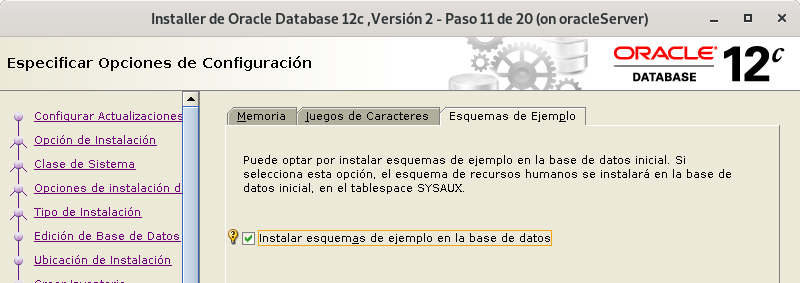 Installer de Oracle Database 12c ,Versión 2 - Paso 11 de 20 (on oracleServer)
Especificar Opciones de Configuración
ORACLE
DATABASE
12c
Configurar Actualizaciones
Opción de Instalación
Clase de Sistema
Opciones de instalación d
Tipo de Instalación
Edición de Base de Datos
Ubicación de Instalación
Crear Inventario
Memoria
Juegos de Caracteres
Esquemas de Ejemplo
Puede optar por instalar esquemas de ejemplo en la base de datos inicial. Si
selecciona esta opción, el esquema de recursos humanos se instalará en la base de
datos inicial, en el tablespace SYSAUX.
Instalar esquemas de ejemplo en la base de datos